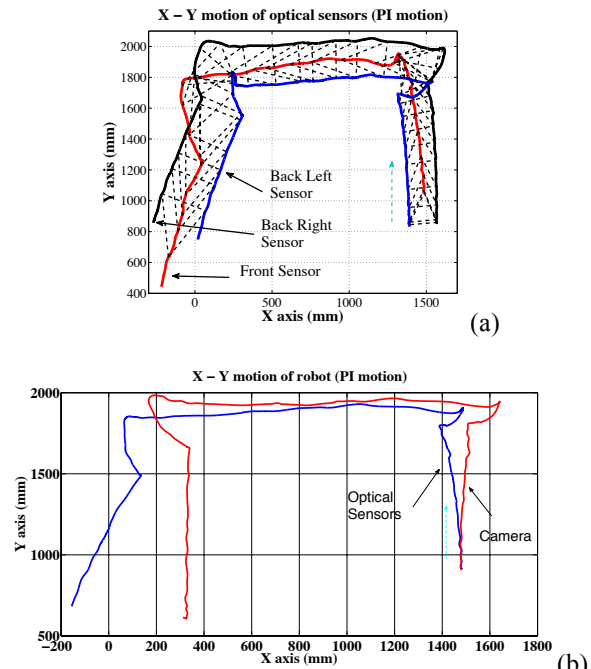 X – Y motion of optical sensors (PI motion)
2000
1800
1600
1400
1200
1000
800
600
400
Y axis (mm)
Back Left
Sensor
Back Right
Sensor
Front Sensor
0 500 1000 1500
X axis (mm)
(a)
X – Y motion of robot (PI motion)
2000
1500
1000
500
Y axis (mm)
Optical
Sensors
Camera
−200 0 200 400 600 800 1000 1200 1400 1600 1800
X axis (mm)
(b)